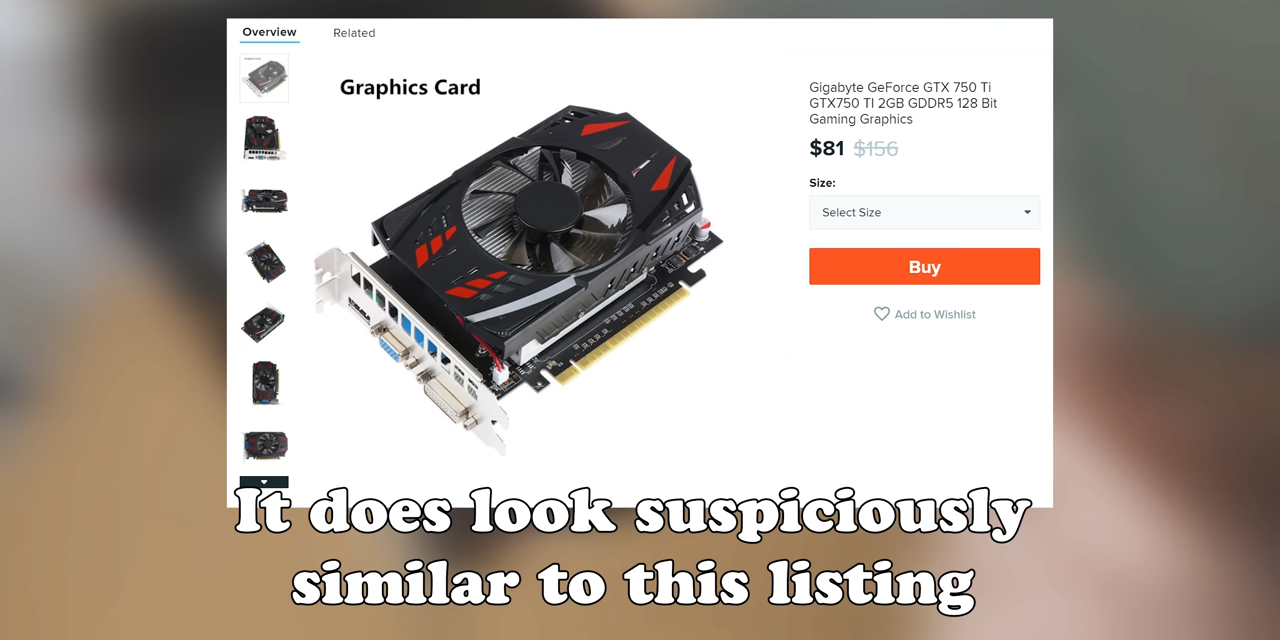 Overview
Related
Graphics Card
Gigabyte GeForce GTX 750 Ti
GTX750 TI 2GB GDDR5 128 Bit
Gaming Graphics
$81 $156
Size:
Select Size
Buy
Add to Wishlist
It does look suspiciously
similar to this listing